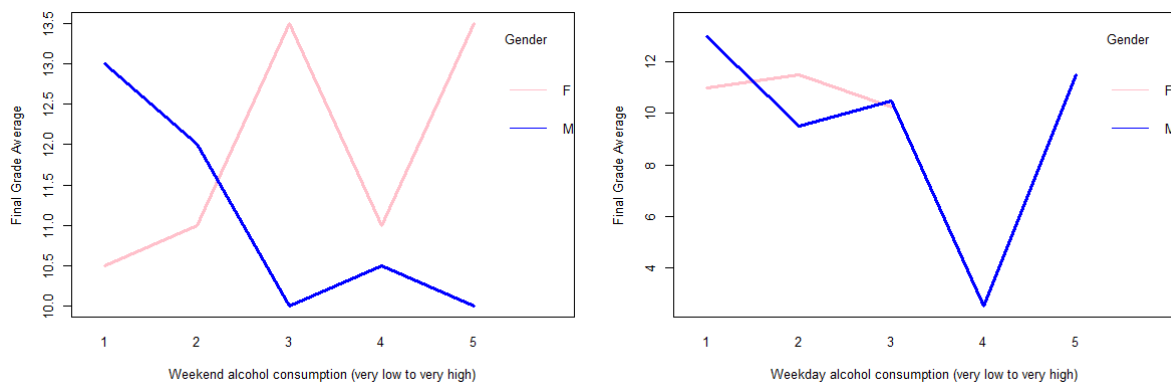 Final Grade Average
13.5
13.0
12.5
12.0
11.5
11.0
10.5
10.0
1 2 3 4 5
Weekend alcohol consumption (very low to very high)
Gender
F
M
Final Grade Average
12
10
8
6
4
1 2 3 4 5
Weekday alcohol consumption (very low to very high)
Gender
F
M